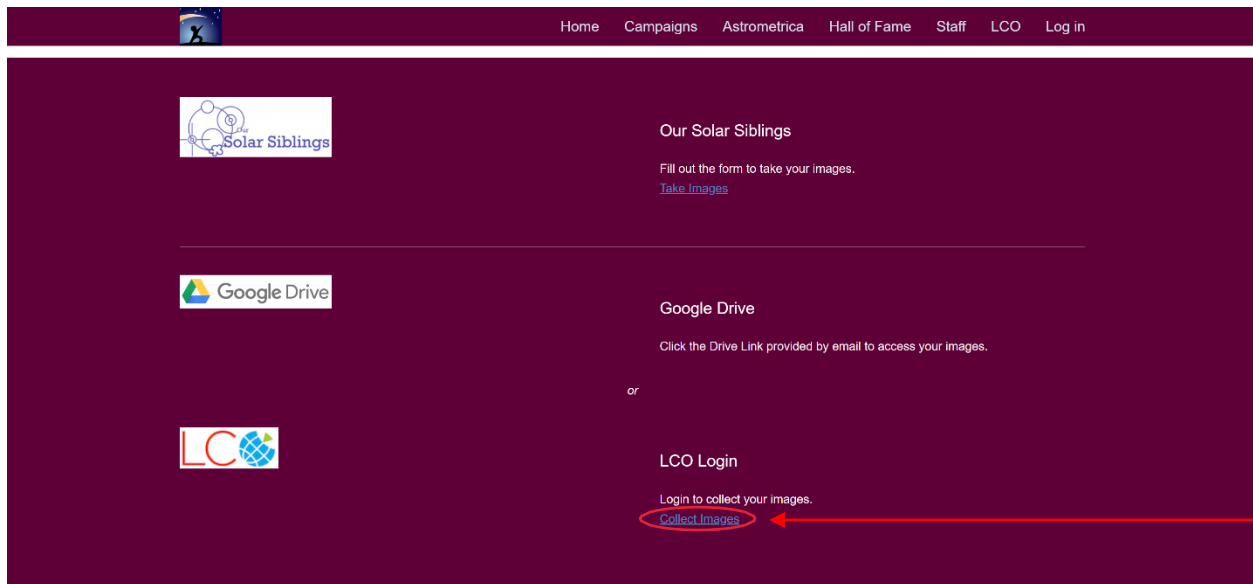 Home Campaigns Astrometrica Hall of Fame Staff LCO Log in
Our
Solar Siblings
Our Solar Siblings
Fill out the form to take your images.
Take Images
Google Drive
Google Drive
Click the Drive Link provided by email to access your images.
or
LCO
LCO Login
Login to collect your images.
Collect Images